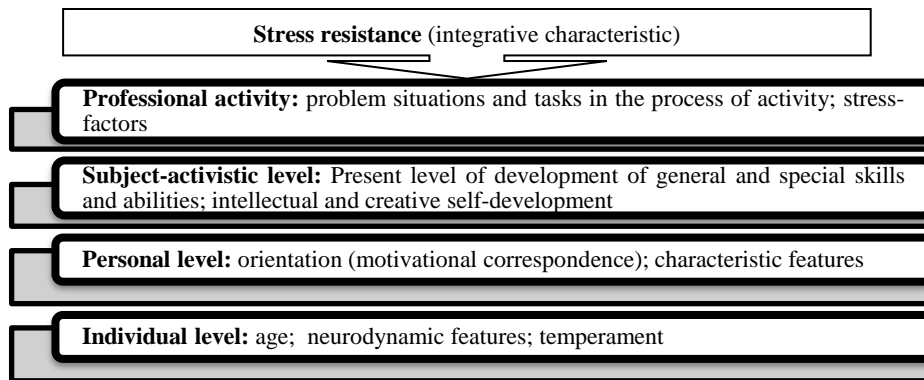 Stress resistance (integrative characteristic)
Professional activity: problem situations and tasks in the process of activity; stress-
factors
Subject-activistic level: Present level of development of general and special skills
and abilities; intellectual and creative self-development
Personal level: orientation (motivational correspondence); characteristic features
Individual level: age; neurodynamic features; temperament